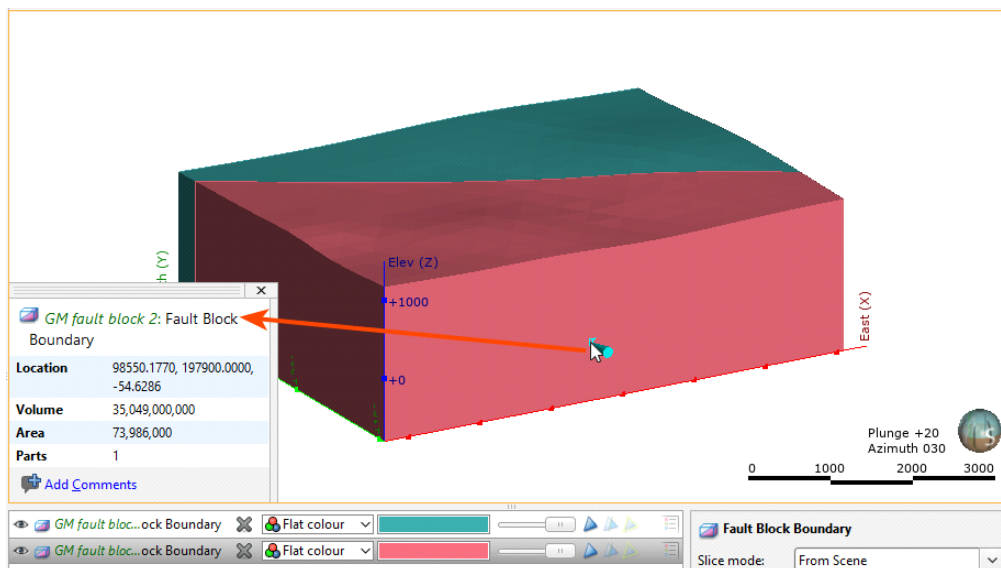 Elev (Z)
+1000
+0
th (Y)
East (X)
×
GM fault block 2: Fault Block
Boundary
Location 98550.1770, 197900.0000,
-54.6286
Volume 35,049,000,000
Area 73,986,000
Parts 1
Add Comments
Plunge +20
Azimuth 030
S
0 1000 2000 3000
GM fault bloc...ock Boundary Flat colour
GM fault bloc...ock Boundary Flat colour
Fault Block Boundary
Slice mode: From Scene